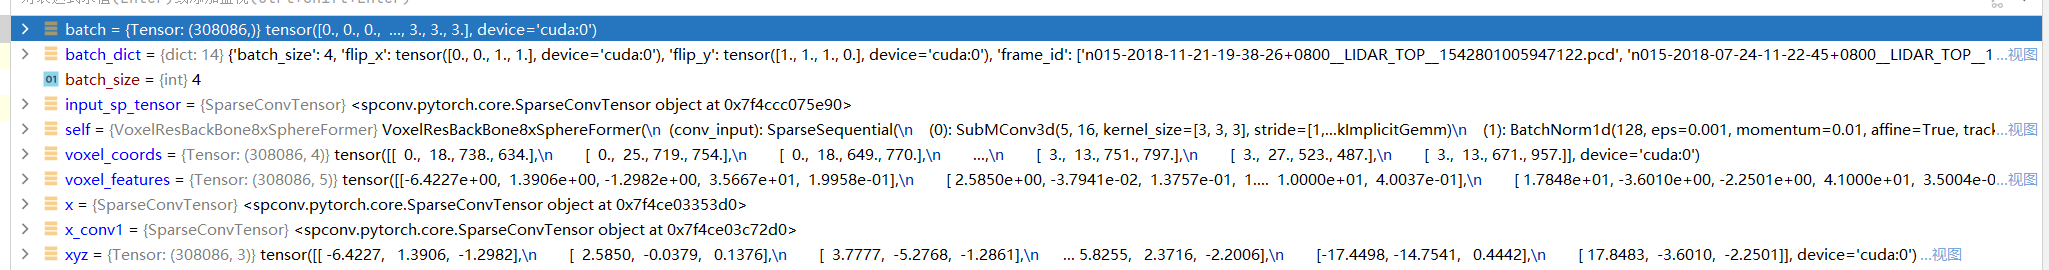 batch = {Tensor: (308086,)} tensor([0., 0., 0., ..., 3., 3., 3.], device='cuda:0')
batch_dict = {dict: 14} {'batch_size': 4, 'flip_x': tensor([0., 0., 1., 1.], device='cuda:0'), 'flip_y': tensor([1., 1., 1., 0.], device='cuda:0'), 'frame_id': ['n015-2018-11-21-19-38-26+0800__LIDAR_TOP__1542801005947122.pcd', 'n015-2018-07-24-11-22-45+0800__LIDAR_TOP__1 ...视图
01 batch_size = {int} 4
input_sp_tensor = {SparseConvTensor} <spconv.pytorch.core.SparseConvTensor object at 0x7f4ccc075e90>
self = {VoxelResBackBone8xSphereFormer} VoxelResBackBone8xSphereFormer(\n (conv_input): SparseSequential(\n (0): SubMConv3d(5, 16, kernel_size=[3, 3, 3], stride=[1,...kImplicitGemm)\n (1): BatchNorm1d(128, eps=0.001, momentum=0.01, affine=True, track ...视图
voxel_coords = {Tensor: (308086, 4)} tensor([[ 0., 18., 738., 634.],\n [ 0., 25., 719., 754.],\n [ 0., 18., 649., 770.],\n ...,\n [ 3., 13., 751., 797.],\n [ 3., 27., 523., 487.],\n [ 3., 13., 671., 957.]], device='cuda:0')
voxel_features = {Tensor: (308086, 5)} tensor([[-6.4227e+00, 1.3906e+00, -1.2982e+00, 3.5667e+01, 1.9958e-01],\n [ 2.5850e+00, -3.7941e-02, 1.3757e-01, 1.... 1.0000e+01, 4.0037e-01],\n [ 1.7848e+01, -3.6010e+00, -2.2501e+00, 4.1000e+01, 3.5004e-0 ...视图
x = {SparseConvTensor} <spconv.pytorch.core.SparseConvTensor object at 0x7f4ce03353d0>
x_conv1 = {SparseConvTensor} <spconv.pytorch.core.SparseConvTensor object at 0x7f4ce03c72d0>
xyz = {Tensor: (308086, 3)} tensor([[ -6.4227, 1.3906, -1.2982],\n [ 2.5850, -0.0379, 0.1376],\n [ 3.7777, -5.2768, -1.2861],\n ... 5.8255, 2.3716, -2.2006],\n [-17.4498, -14.7541, 0.4442],\n [ 17.8483, -3.6010, -2.2501]], device='cuda:0') ...视图